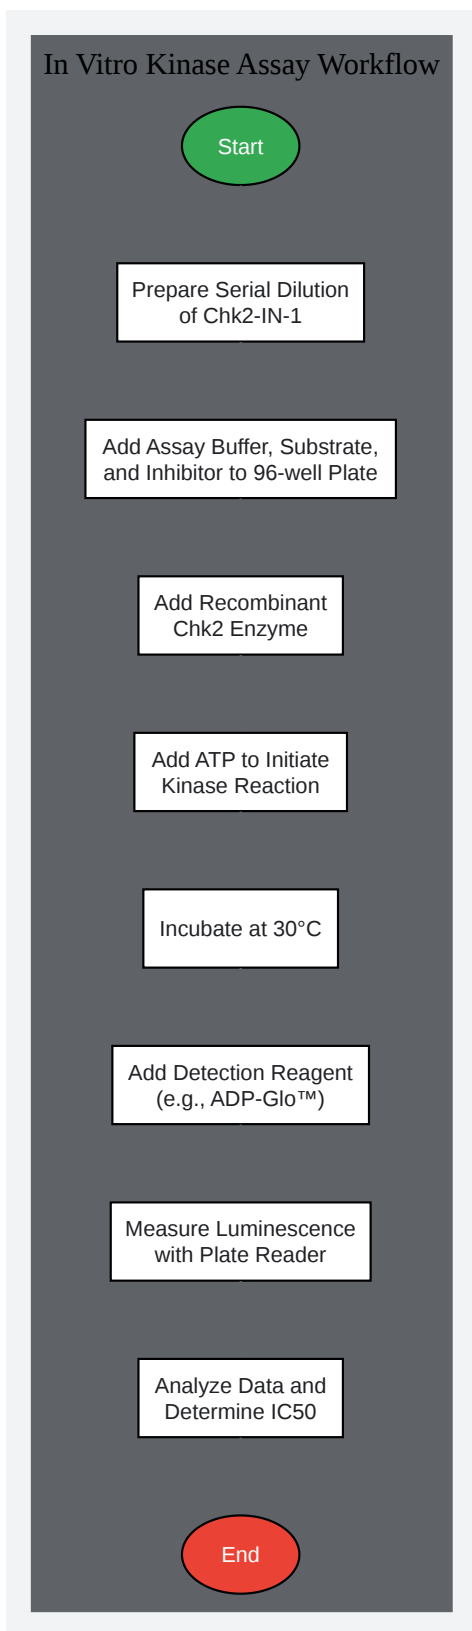 In Vitro Kinase Assay Workflow
Start
Prepare Serial Dilution
of Chk2-IN-1
Add Assay Buffer, Substrate,
and Inhibitor to 96-well Plate
Add Recombinant
Chk2 Enzyme
Add ATP to Initiate
Kinase Reaction
Incubate at 30°C
Add Detection Reagent
(e.g., ADP-Glo™)
Measure Luminescence
with Plate Reader
Analyze Data and
Determine IC50
End